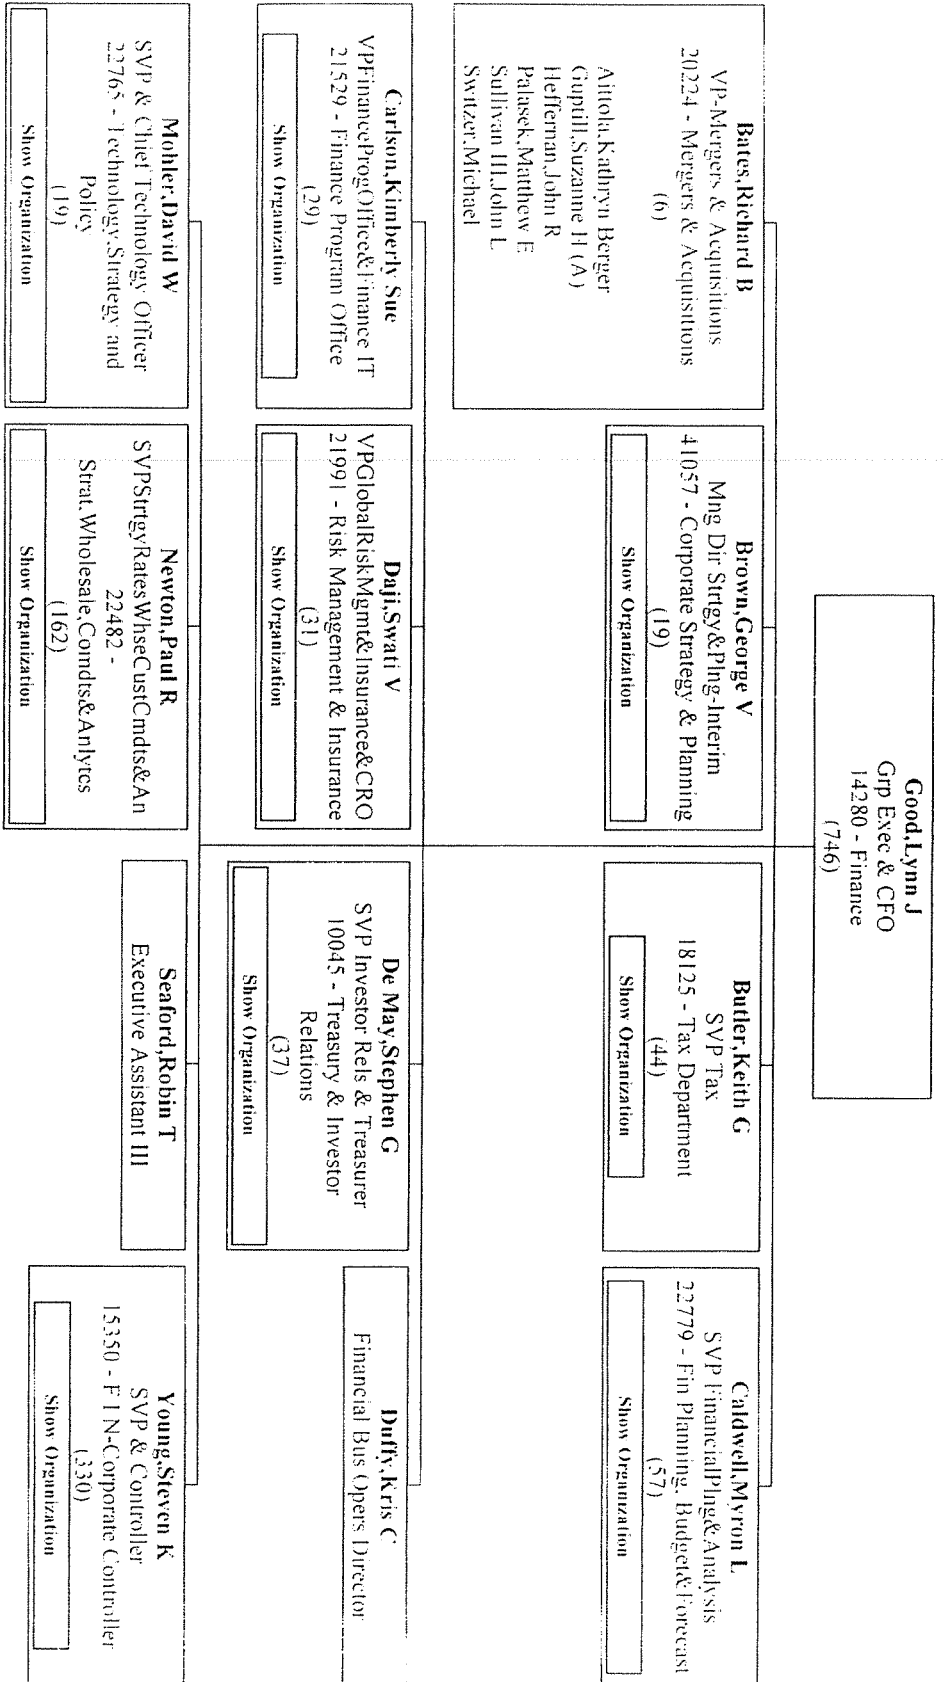 Good,Lynn J
Grp Exec & CFO
14280 - Finance
(746)
Bates,Richard B
VP-Mergers & Acquisitions
20224 - Mergers & Acquisitions
(6)
Aittola,Kathryn Berger
Guptill,Suzanne H (A)
Heffernan,John R
Palasek,Matthew E
Sullivan III,John L
Switzer,Michael
Brown,George V
Mng Dir Strtgy&Plng-Interim
41057 - Corporate Strategy & Planning
(19)
Show Organization
Butler,Keith G
SVP Tax
18125 - Tax Department
(44)
Show Organization
Caldwell,Myron L
SVP FinancialPlng&Analysis
22779 - Fin Planning, Budget&Forecast
(57)
Show Organization
Carlson,Kimberly Sue
VPFinanceProgOffice&Finance IT
21529 - Finance Program Office
(29)
Show Organization
Daji,Swati V
VPGlobalRiskMgmt&Insurance&CRO
21991 - Risk Management & Insurance
(31)
Show Organization
De May,Stephen G
SVP Investor Rels & Treasurer
10045 - Treasury & Investor
Relations
(37)
Show Organization
Duffy,Kris C
Financial Bus Opers Director
Mohler,David W
SVP & Chief Technology Officer
22765 - Technology,Strategy and
Policy
(19)
Show Organization
Newton,Paul R
SVPStrtgyRatesWhseCustCmdts&An
22482 -
Strat,Wholesale,Comdts&Anlytcs
(162)
Show Organization
Seaford,Robin T
Executive Assistant III
Young,Steven K
SVP & Controller
15350 - F I N-Corporate Controller
(330)
Show Organization